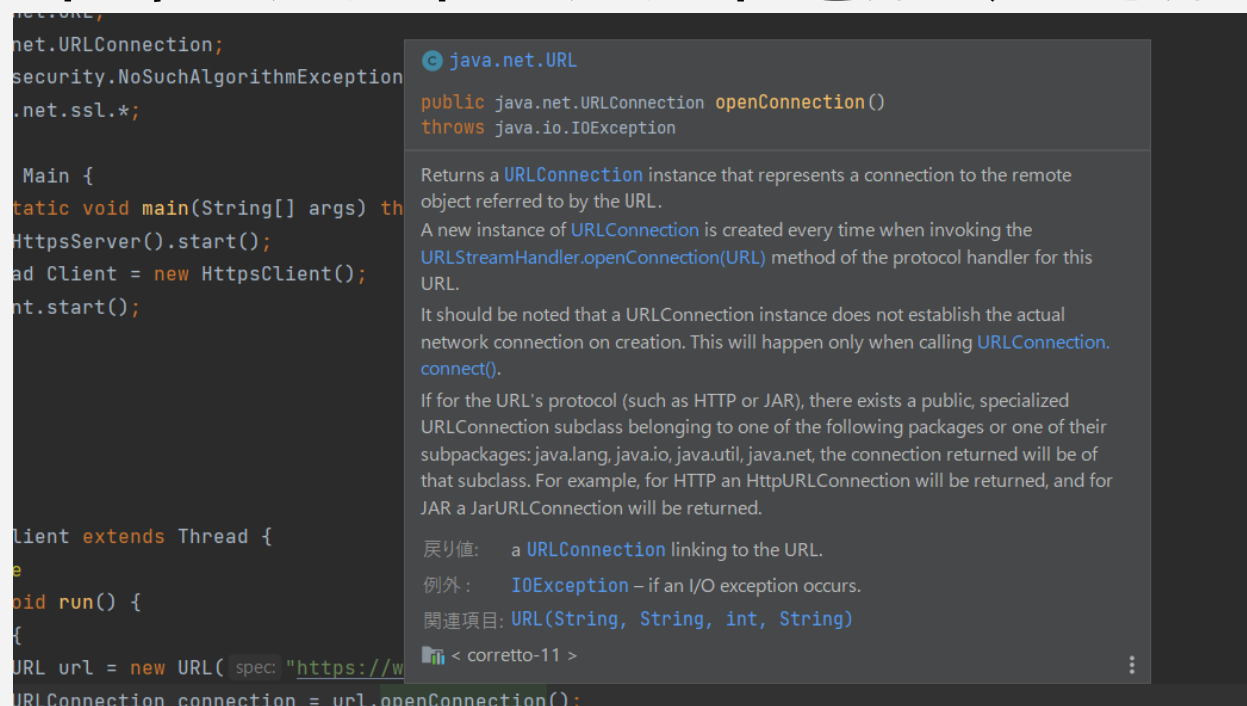 net.URL;
net.URLConnection;
security.NoSuchAlgorithmException
.net.ssl.*;
Main {
tatic void main(String[] args) th
HttpsServer().start();
ad Client = new HttpsClient();
nt.start();
lient extends Thread {
e
oid run() {
{
URL url = new URL( spec: "https://w
URLConnection connection = url.openConnection();
java.net.URL
public java.net.URLConnection openConnection()
throws java.io.IOException
Returns a URLConnection instance that represents a connection to the remote
object referred to by the URL.
A new instance of URLConnection is created every time when invoking the
URLStreamHandler.openConnection(URL) method of the protocol handler for this
URL.
It should be noted that a URLConnection instance does not establish the actual
network connection on creation. This will happen only when calling URLConnection.
connect().
If for the URL's protocol (such as HTTP or JAR), there exists a public, specialized
URLConnection subclass belonging to one of the following packages or one of their
subpackages: java.lang, java.io, java.util, java.net, the connection returned will be of
that subclass. For example, for HTTP an HttpURLConnection will be returned, and for
JAR a JarURLConnection will be returned.
戻り値: a URLConnection linking to the URL.
例外: IOException – if an I/O exception occurs.
関連項目: URL(String, String, int, String)
< corretto-11 >